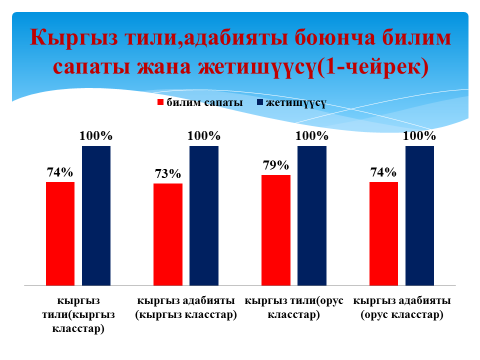 Кыргыз тили,адабияты боюнча билим
сапаты жана жетишүүсү(1-чейрек)
билим сапаты жетишүүсү
74% 100% 73% 100% 79% 100% 74% 100%
кыргыз
тили(кыргыз
класстар)
кыргыз адабияты
(кыргыз класстар)
кыргыз тили(орус
класстар)
кыргыз адабияты
(орус класстар)